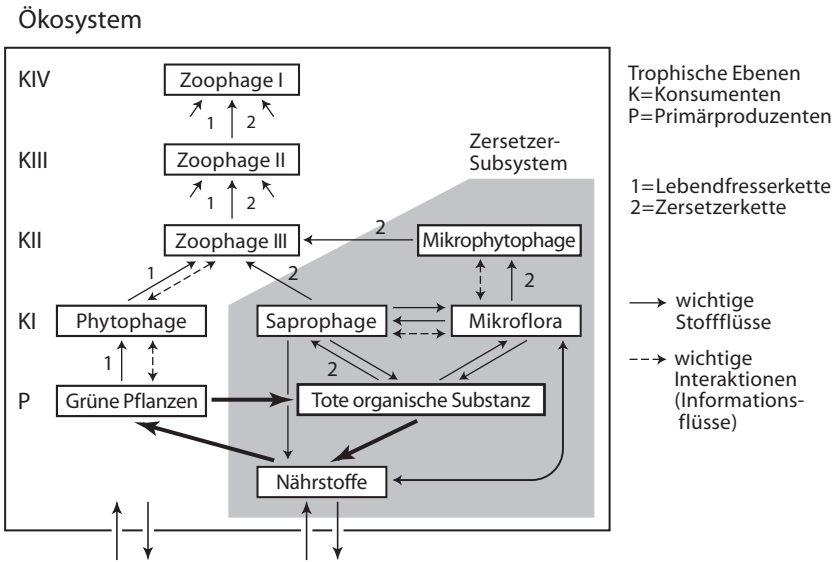 Ökosystem
KIV
Zoophage I
1 2
KIII
Zoophage II
1 2
KII
Zoophage III
2
Mikrophytophage
Zersetzer-
Subsystem
1
2
2
KI
Phytophage
Saprophage
Mikroflora
1
2
P
Grüne Pflanzen
Tote organische Substanz
Nährstoffe
Trophische Ebenen
K=Konsumenten
P=Primärproduzenten
1=Lebendfresserkette
2=Zersetzerkette
wichtige
Stoffflüsse
wichtige
Interaktionen
(Informations-
flüsse)